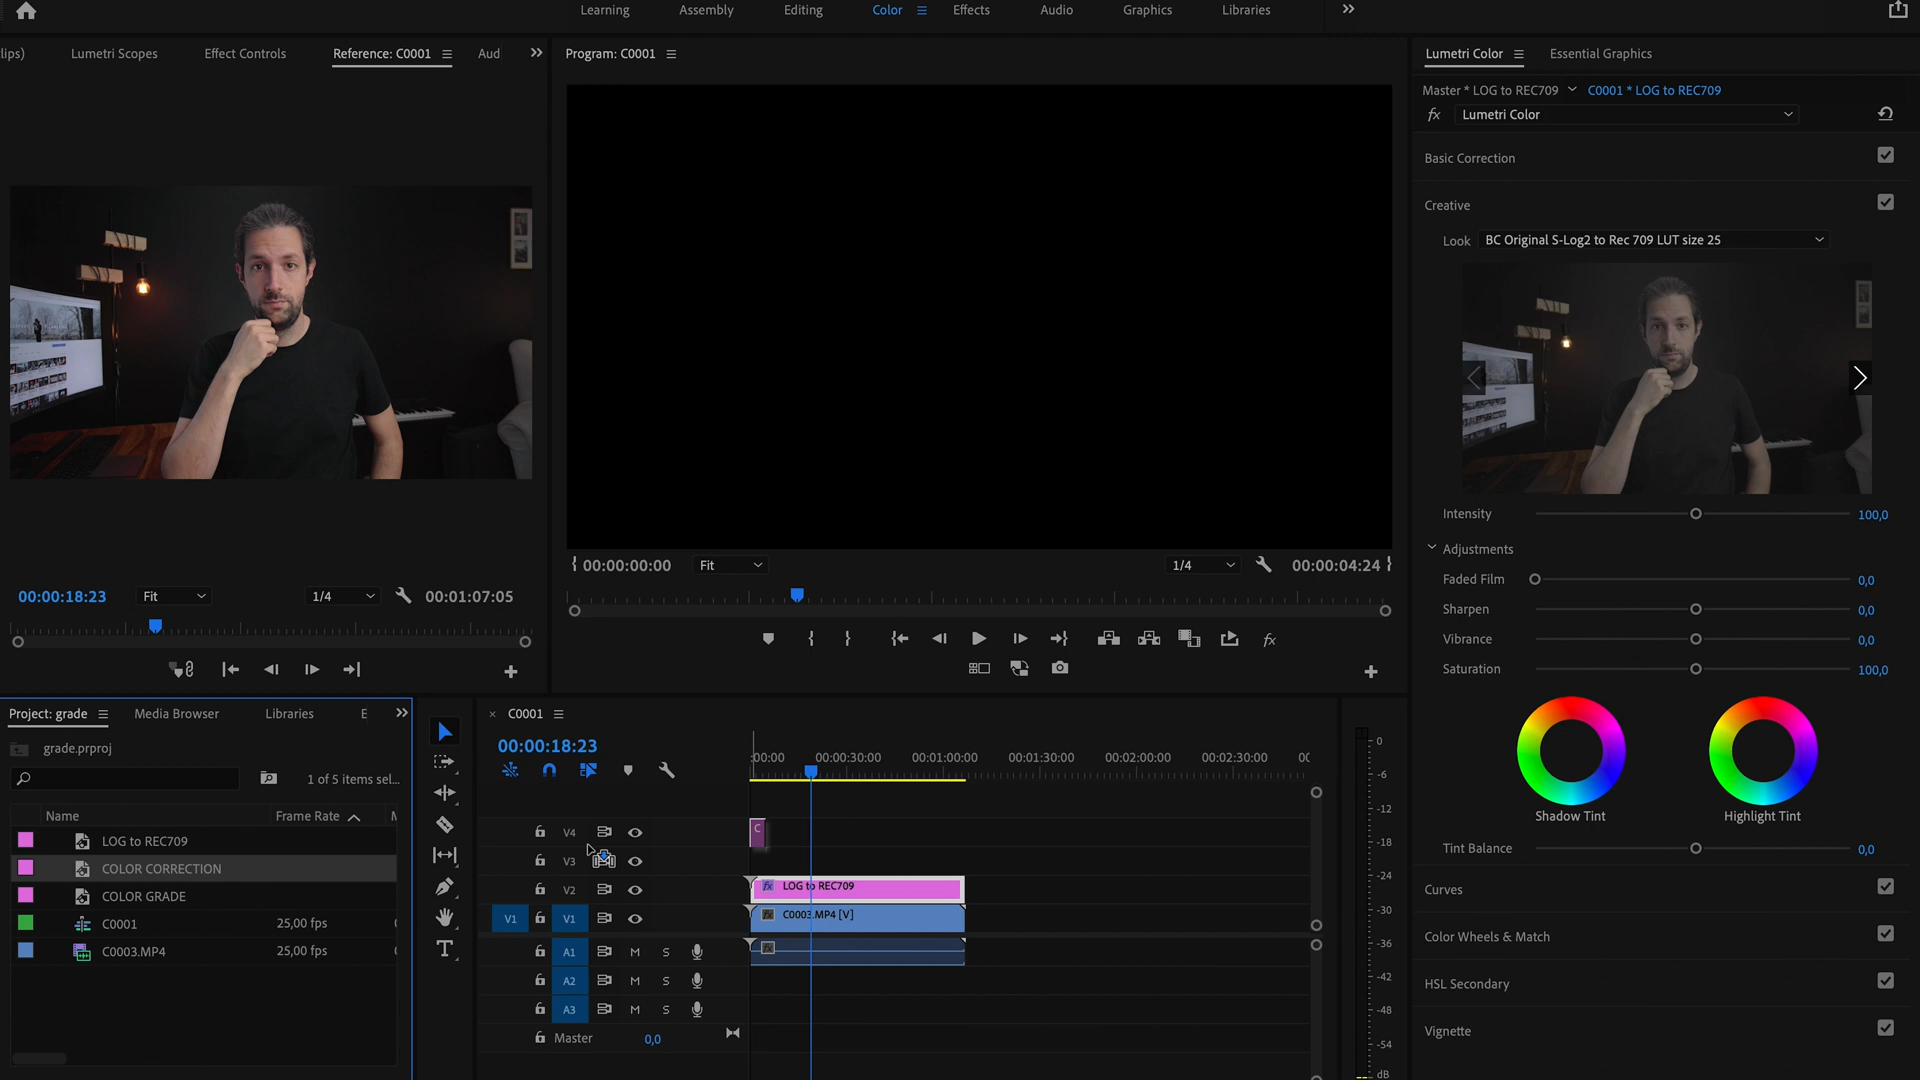 Learning Assembly Editing Color Effects Audio Graphics Libraries
lips) Lumetri Scopes Effect Controls Reference: C0001 Aud
Program: C0001
Lumetri Color Essential Graphics
Master * LOG to REC709 C0001 * LOG to REC709
fx Lumetri Color
Basic Correction
Creative
Look BC Original S-Log2 to Rec 709 LUT size 25
Intensity 100,0
Adjustments
Faded Film 0,0
Sharpen 0,0
Vibrance 0,0
Saturation 100,0
Shadow Tint Highlight Tint
Tint Balance 0,0
Curves
Color Wheels & Match
HSL Secondary
Vignette
00:00:00:00 Fit 1/4 00:00:04:24
fx
00:00:18:23 Fit 1/4 00:01:07:05
Project: grade Media Browser Libraries E
grade.prproj
1 of 5 items sel...
Name Frame Rate M
LOG to REC709
COLOR CORRECTION
COLOR GRADE
C0001 25,00 fps
C0003.MP4 25,00 fps
T
× C0001
00:00:18:23
:00:00 00:00:30:00 00:01:00:00 00:01:30:00 00:02:00:00 00:02:30:00 00
V4 C
V3
V2 fx LOG to REC709
V1 V1 fx C0003.MP4 [V]
A1 M S
A2 M S
A3 M S
Master 0,0
0
-6
-12
-18
-24
-30
-36
-42
-48
-54
dB